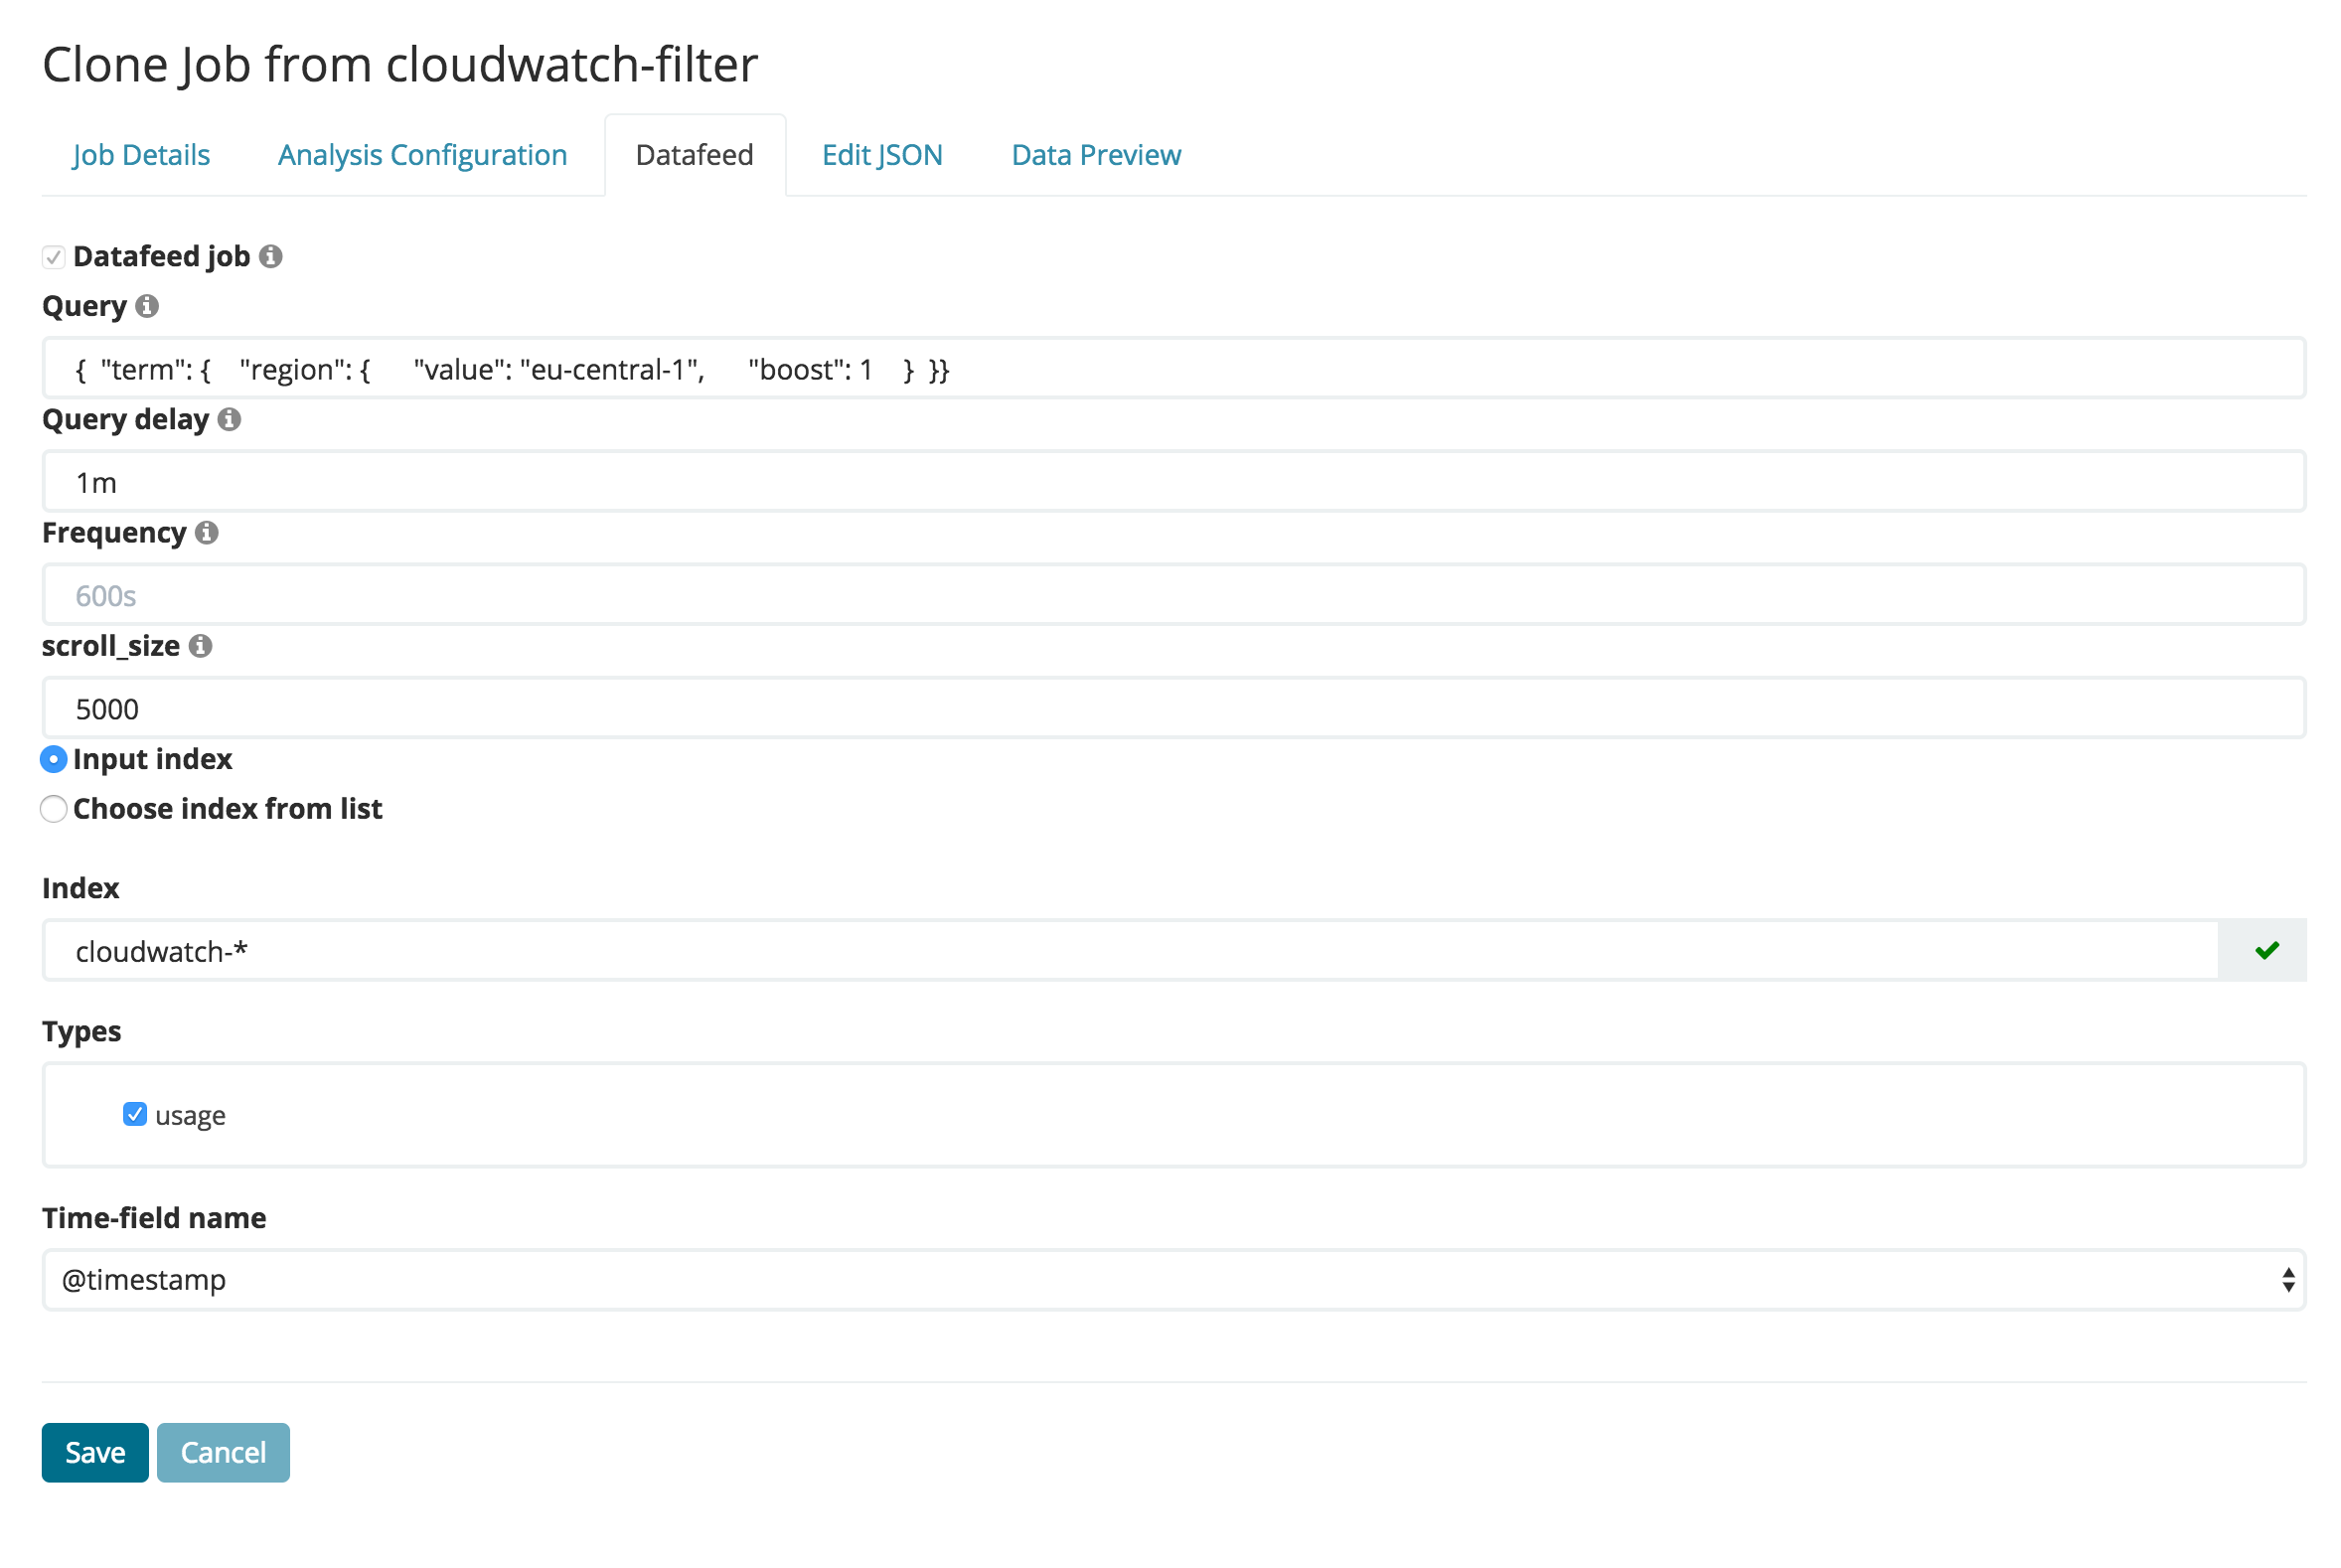 Clone Job from cloudwatch-filter
Job Details Analysis Configuration Datafeed Edit JSON Data Preview
Datafeed job
Query
{ "term": { "region": { "value": "eu-central-1", "boost": 1 } }}
Query delay
1m
Frequency
600s
scroll_size
5000
Input index
Choose index from list
Index
cloudwatch-*
Types
usage
Time-field name
@timestamp
Save Cancel